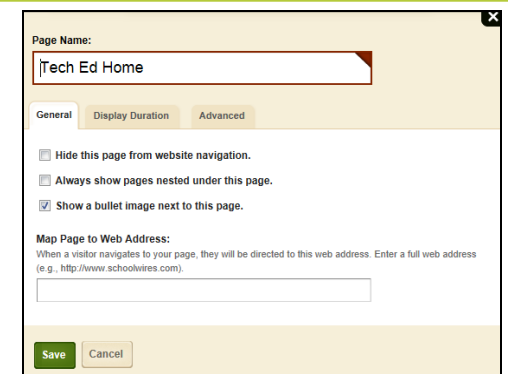 Page Name:
Tech Ed Home
General Display Duration Advanced
Hide this page from website navigation.
Always show pages nested under this page.
Show a bullet image next to this page.
Map Page to Web Address:
When a visitor navigates to your page, they will be directed to this web address. Enter a full web address
(e.g., http://www.schoolwires.com).
Save Cancel